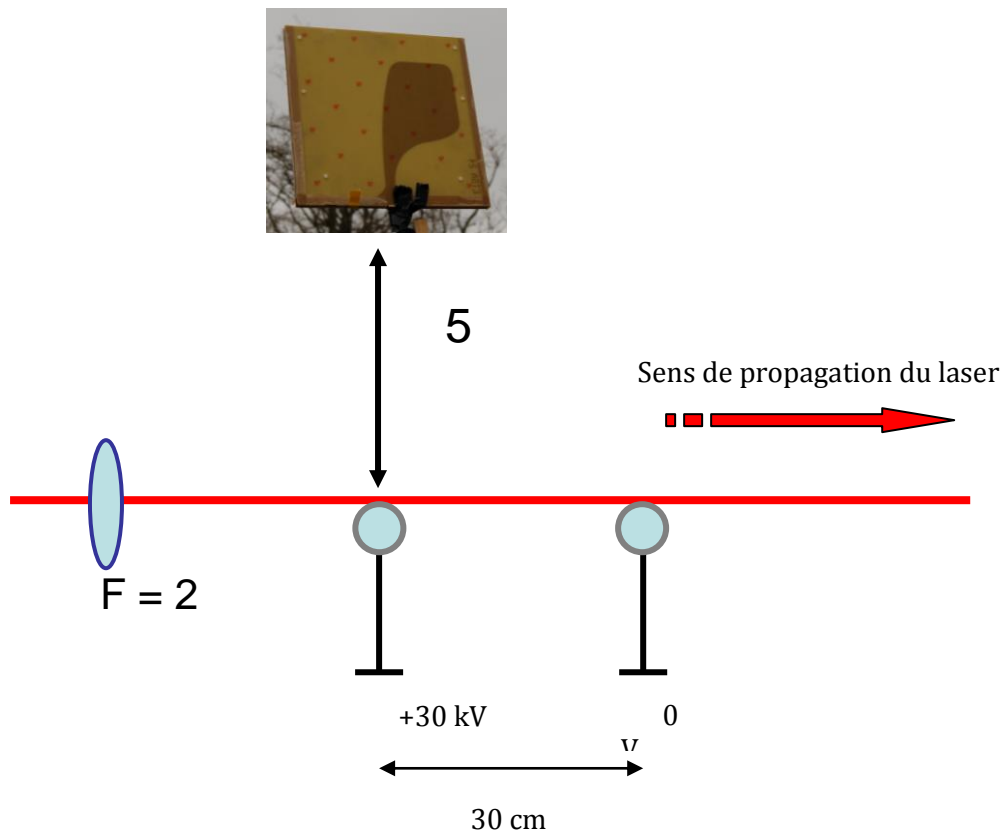 5
Sens de propagation du laser
F = 2
+30 kV
0
V
30 cm